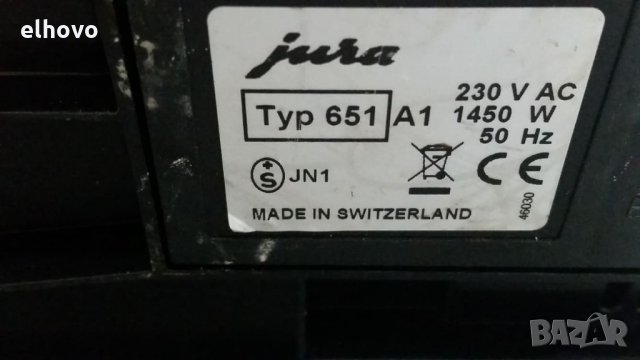 elhovo
jura
Typ 651 A1
230 V AC
1450 W
50 Hz
+
S JN1
CE
MADE IN SWITZERLAND
46030
BAZAR